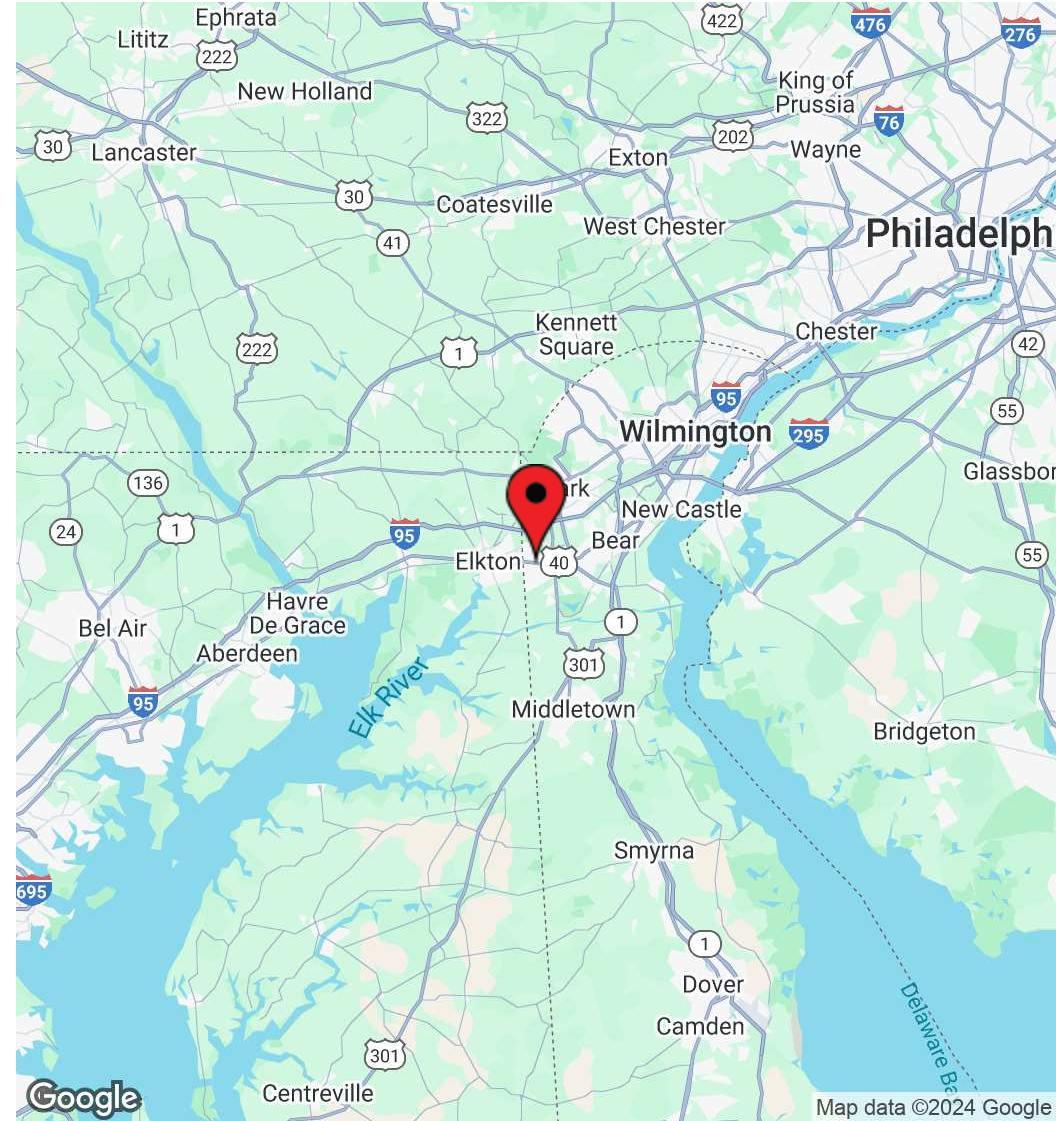 Ephrata
Lititz
222
422
476
276
New Holland
King of
Prussia
322
76
30
Lancaster
202
Wayne
Exton
30
Coatesville
41
West Chester
Philadelph
Kennett
Square
Chester
222
1
42
95
55
Wilmington
295
Glassbor
136
ark
24
1
95
New Castle
Bear
55
Elkton
40
Havre
De Grace
Bel Air
1
Aberdeen
301
95
Elk River
Middletown
Bridgeton
Smyrna
695
1
Dover
Camden
Delaware Ba
301
Centreville
Google
Map data ©2024 Google